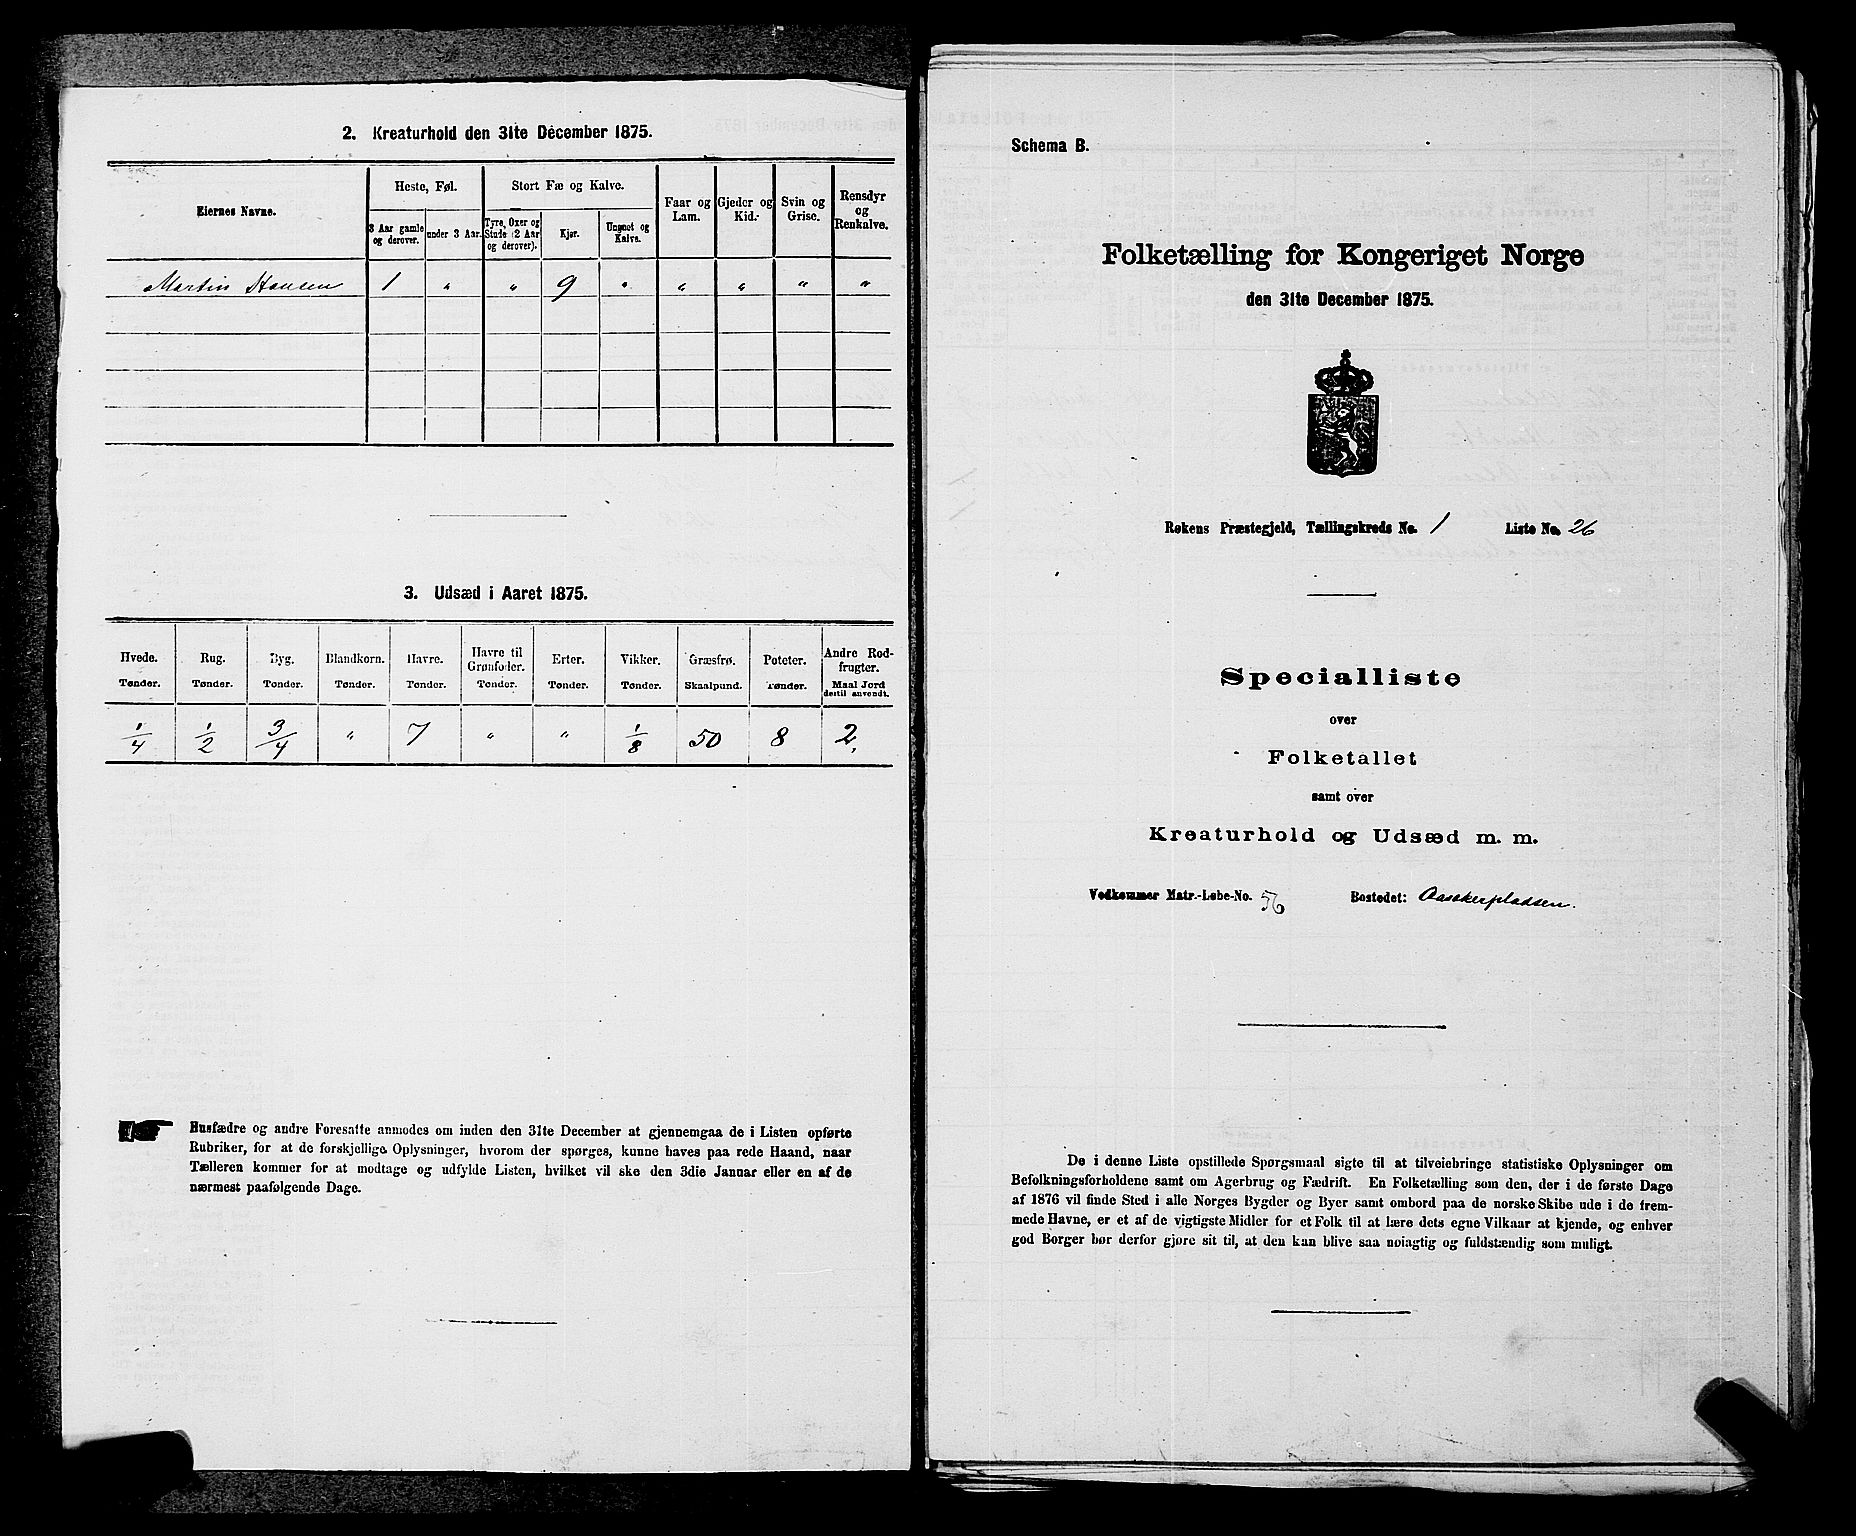 2. Kreaturhold den 31te December 1875.
Eiernes Navne.
Heste, Føl.
3 Aar gamle og derover.
under 3 Aar.
Stort Fæ og Kalve.
Tyre, Oxer og Stude (2 Aar og derover).
Kjør.
Ungnet og Kalve.
Faar og Lam.
Gjeder og Kid.
Svin og Grise.
Rensdyr og Renkalve.
Martin Hansen 1 " " 9 " " " " "
3. Udsæd i Aaret 1875.
Hvede. Rug. Byg. Blandkorn. Havre. Havre til Grønfoder. Erter. Vikker. Græsfrø. Poteter. Andre Rodfrugter.
Tønder. Tønder. Tønder. Tønder. Tønder. Tønder. Tønder. Tønder. Skaalpund. Tønder. Maal Jord dertil anvendt.
1/4 1/2 3/4 " 7 " " 1/8 50 8 2,
Husfædre og andre Foresatte anmodes om inden den 31te December at gjennemgaa de i Listen opførte
Rubriker, for at de forskjellige Oplysninger, hvorom der spørges, kunne haves paa rede Haand, naar
Tælleren kommer for at modtage og udfylde Listen, hvilket vil ske den 3die Januar eller en af de
nærmest paafølgende Dage.
Schema B.
Folketælling for Kongeriget Norge
den 31te December 1875.
Røkens Præstegjeld, Tællingskreds No. 1 Liste No. 26
Specialliste
over
Folketallet
samt over
Kreaturhold og Udsæd m. m.
Vedkommer Matr.-Løbe-No. 56 Bostedet: Aasekerpladsen.
De i denne Liste opstillede Spørgsmaal sigte til at tilveiebringe statistiske Oplysninger om
Befolkningsforholdene samt om Agerbrug og Fædrift. En Folketælling som den, der i de første Dage
af 1876 vil finde Sted i alle Norges Bygder og Byer samt ombord paa de norske Skibe ude i de frem-
mede Havne, er et af de vigtigste Midler for et Folk til at lære dets egne Vilkaar at kjende, og enhver
god Borger bør derfor gjøre sit til, at den kan blive saa nøiagtig og fuldstændig som muligt.